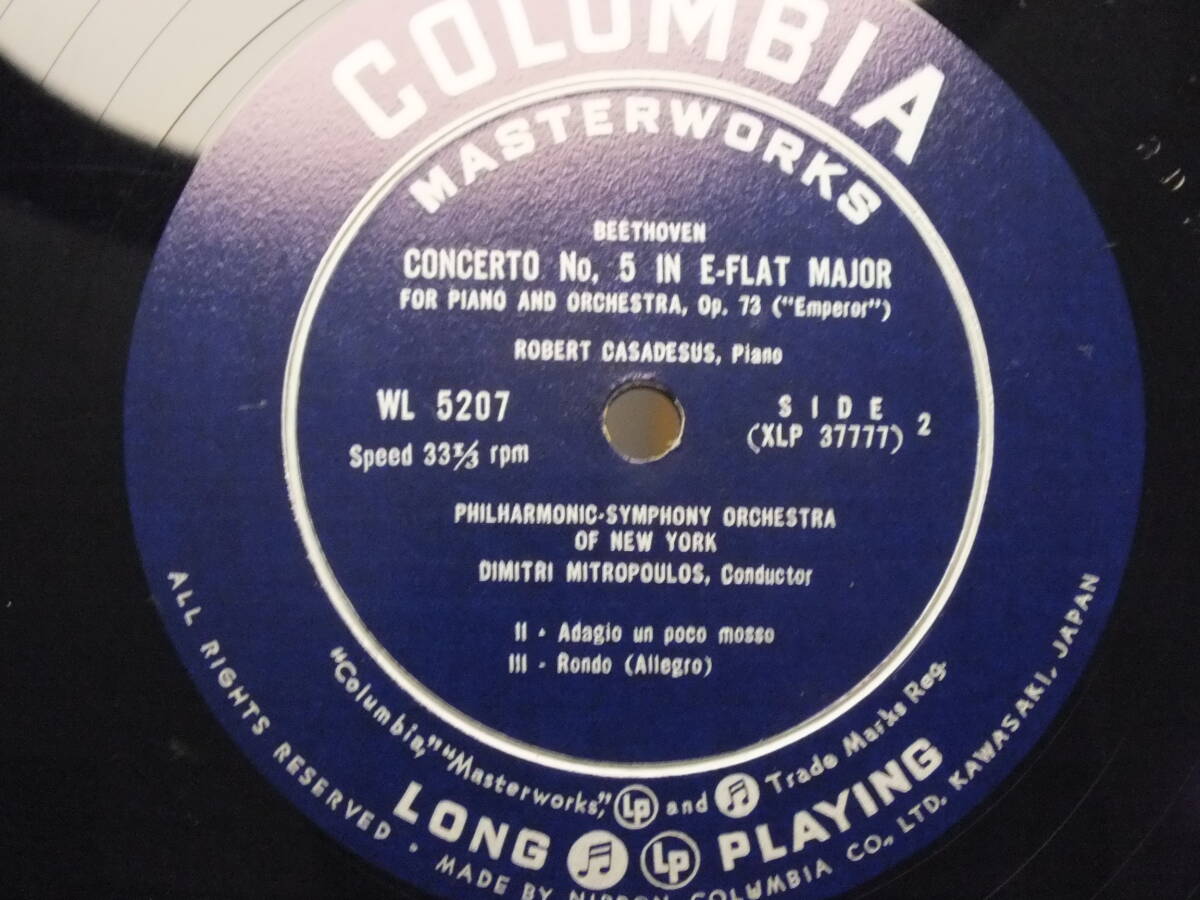 COLUMBIA
MASTERWORKS
BEETHOVEN
CONCERTO No. 5 IN E-FLAT MAJOR
FOR PIANO AND ORCHESTRA, Op. 73 ("Emperor")
ROBERT CASADESUS, Piano
WL 5207
Speed 33⅓ rpm
SIDE 2
(XLP 37777)
PHILHARMONIC-SYMPHONY ORCHESTRA
OF NEW YORK
DIMITRI MITROPOULOS, Conductor
II - Adagio un poco mosso
III - Rondo (Allegro)
"Columbia," "Masterworks," Lp and Trade Marks Reg.
LONG Lp PLAYING
ALL RIGHTS RESERVED • MADE BY NIPPON COLUMBIA CO., LTD. KAWASAKI, JAPAN